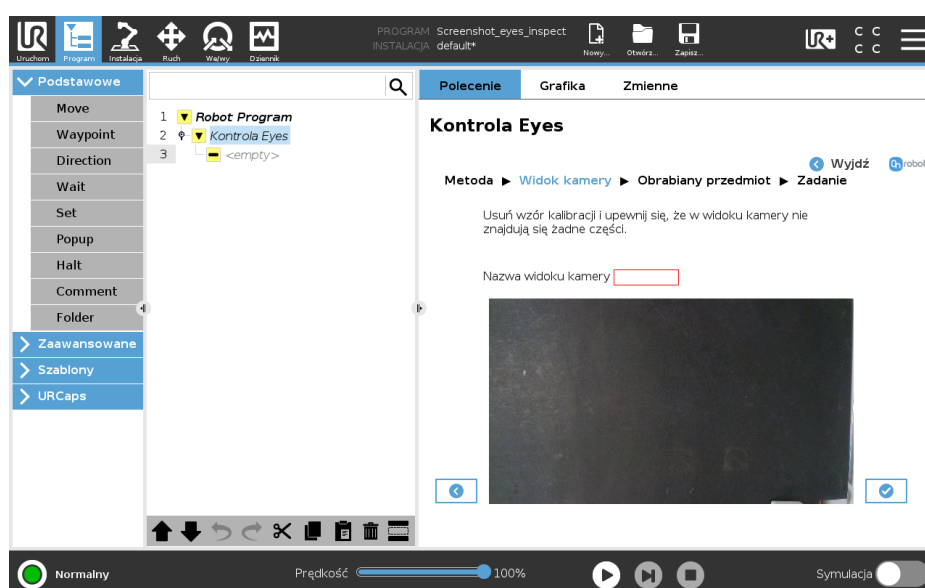 PROGRAM Screenshot_eyes_inspect
INSTALACJA default*
Uruchom Program Instalacja Ruch We/wy Dziennik Nowy... Otwórz... Zapisz...
UR+
C C
C C
Podstawowe
Move
Waypoint
Direction
Wait
Set
Popup
Halt
Comment
Folder
Zaawansowane
Szablony
URCaps
1 Robot Program
2 Kontrola Eyes
3 <empty>
Polecenie Grafika Zmienne
Kontrola Eyes
Wyjdź
On robot
Metoda ▶ Widok kamery ▶ Obrabiany przedmiot ▶ Zadanie
Usuń wzór kalibracji i upewnij się, że w widoku kamery nie
znajdują się żadne części.
Nazwa widoku kamery
Normalny
Prędkość 100%
Symulacja